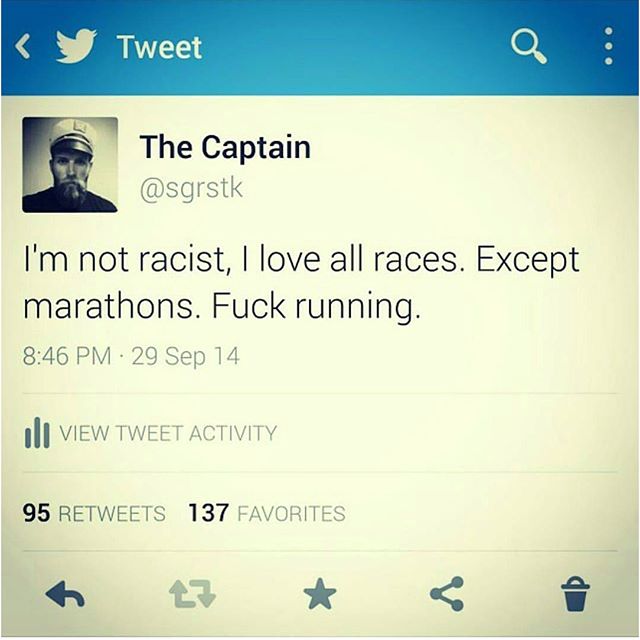 Tweet
The Captain
@sgrstk
I'm not racist, I love all races. Except
marathons. Fuck running.
8:46 PM · 29 Sep 14
VIEW TWEET ACTIVITY
95 RETWEETS 137 FAVORITES